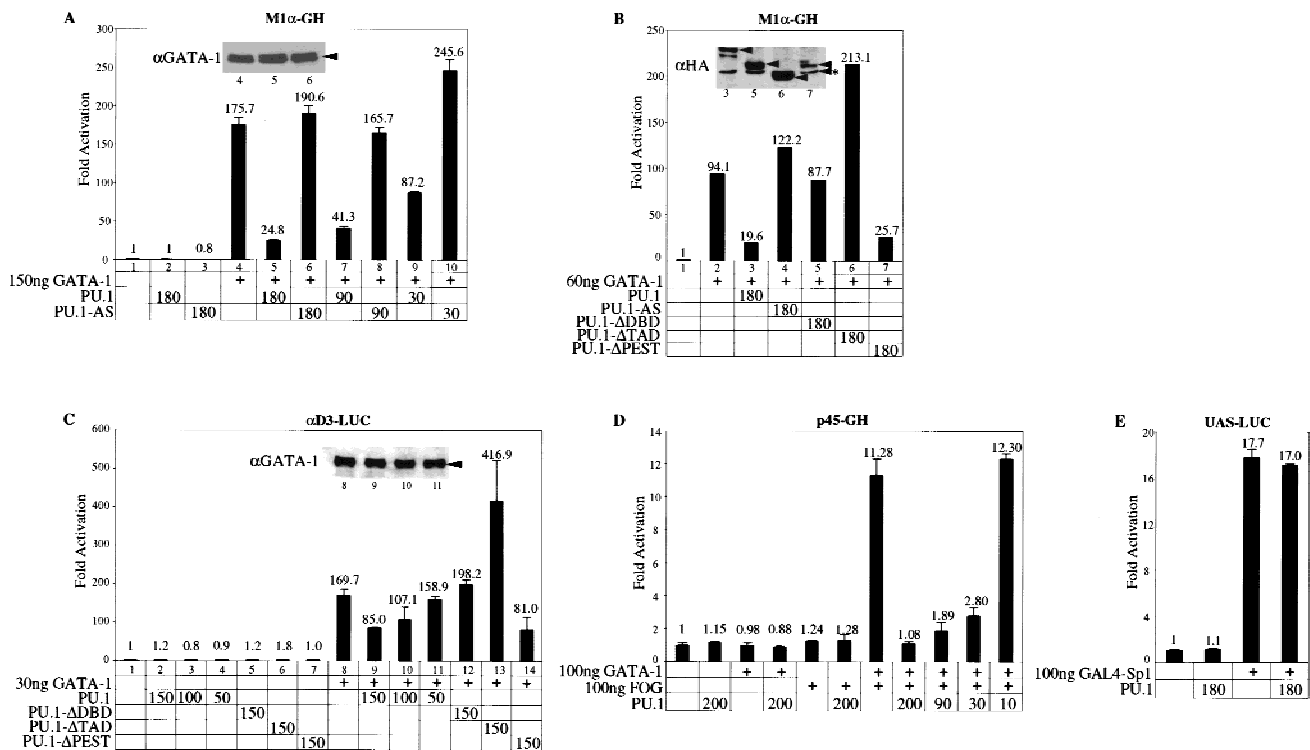 A
M1α-GH
Fold Activation
300
250
200
150
100
50
0
αGATA-1
4 5 6
1 1 0.8 175.7 24.8 190.6 41.3 165.7 87.2 245.6
1 2 3 4 5 6 7 8 9 10
150ng GATA-1 + + + + + + +
PU.1 180 180 90 30
PU.1-AS 180 180 90 30
B
M1α-GH
Fold Activation
250
200
150
100
50
0
αHA
*
3 5 6 7
1 94.1 19.6 122.2 87.7 213.1 25.7
1 2 3 4 5 6 7
60ng GATA-1 + + + + + +
PU.1 180
PU.1-AS 180
PU.1-ΔDBD 180
PU.1-ΔTAD 180
PU.1-ΔPEST 180
C
αD3-LUC
Fold Activation
600
500
400
300
200
100
0
αGATA-1
8 9 10 11
1 1.2 0.8 0.9 1.2 1.8 1.0 169.7 85.0 107.1 158.9 198.2 416.9 81.0
1 2 3 4 5 6 7 8 9 10 11 12 13 14
30ng GATA-1 + + + + + + +
PU.1 150 100 50 150 100 50
PU.1-ΔDBD 150 150
PU.1-ΔTAD 150 150
PU.1-ΔPEST 150 150
D
p45-GH
Fold Activation
14
12
10
8
6
4
2
0
1 1.15 0.98 0.88 1.24 1.28 11.28 1.08 1.89 2.80 12.30
100ng GATA-1 + + + + + + +
100ng FOG + + + + + + +
PU.1 200 200 200 200 90 30 10
E
UAS-LUC
Fold Activation
20
16
12
8
4
0
1 1.1 17.7 17.0
100ng GAL4-Sp1 + +
PU.1 180 180